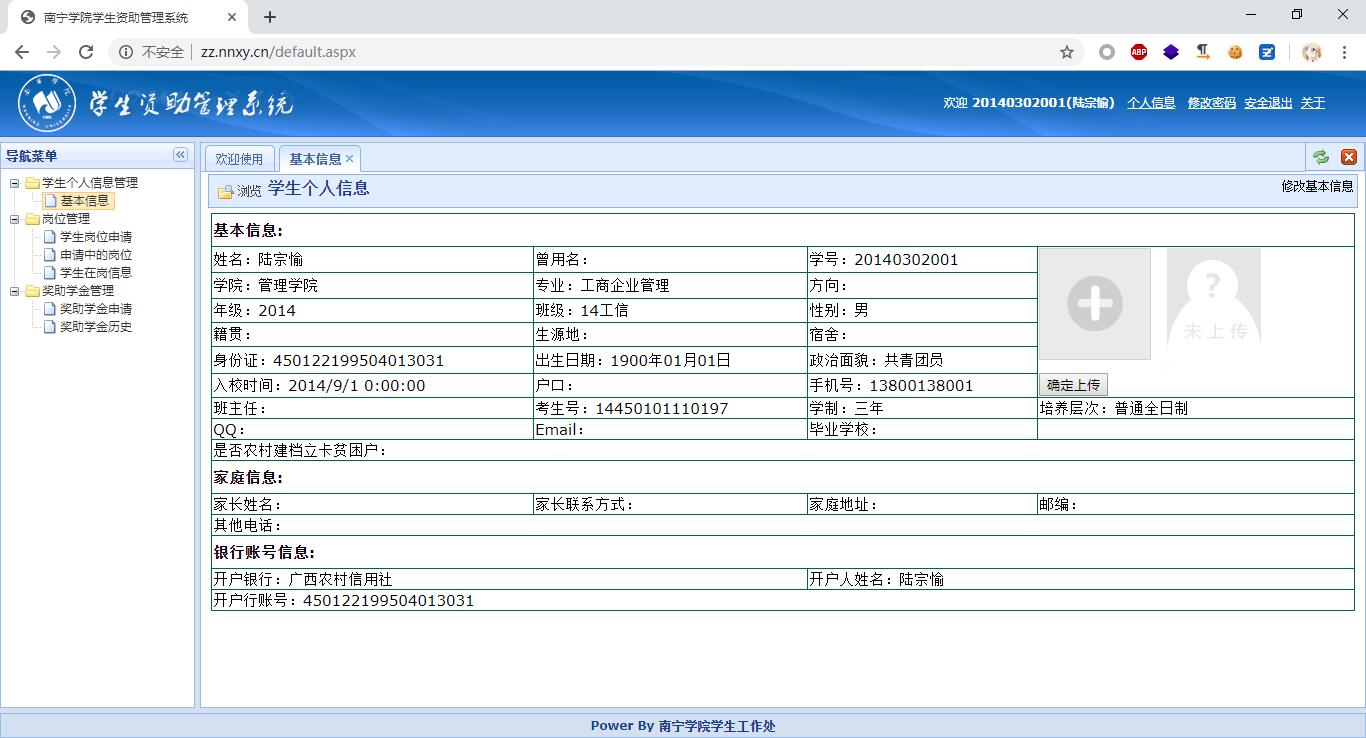 南宁学院学生资助管理系统
不安全 zz.nnxy.cn/default.aspx
ABP
学生资助管理系统
欢迎 20140302001(陆宗愉) 个人信息 修改密码 安全退出 关于
导航菜单
学生个人信息管理
基本信息
岗位管理
学生岗位申请
申请中的岗位
学生在岗信息
奖助学金管理
奖助学金申请
奖助学金历史
欢迎使用 基本信息
浏览 学生个人信息 修改基本信息
基本信息:
姓名：陆宗愉 曾用名： 学号：20140302001
学院：管理学院 专业：工商企业管理 方向：
年级：2014 班级：14工信 性别：男
籍贯： 生源地： 宿舍：
身份证：450122199504013031 出生日期：1900年01月01日 政治面貌：共青团员
入校时间：2014/9/1 0:00:00 户口： 手机号：13800138001
未上传
确定上传
班主任： 考生号：14450101110197 学制：三年 培养层次：普通全日制
QQ： Email： 毕业学校：
是否农村建档立卡贫困户：
家庭信息:
家长姓名： 家长联系方式： 家庭地址： 邮编：
其他电话：
银行账号信息:
开户银行：广西农村信用社 开户人姓名：陆宗愉
开户行账号：450122199504013031
Power By 南宁学院学生工作处